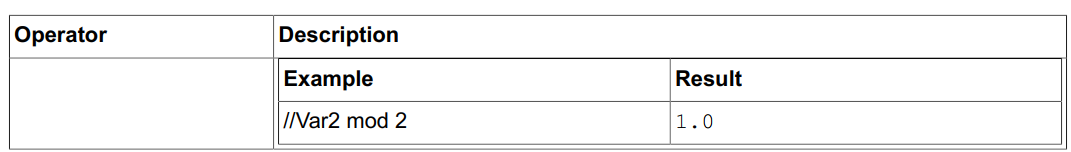 Operator Description
Example Result
//Var2 mod 2 1.0